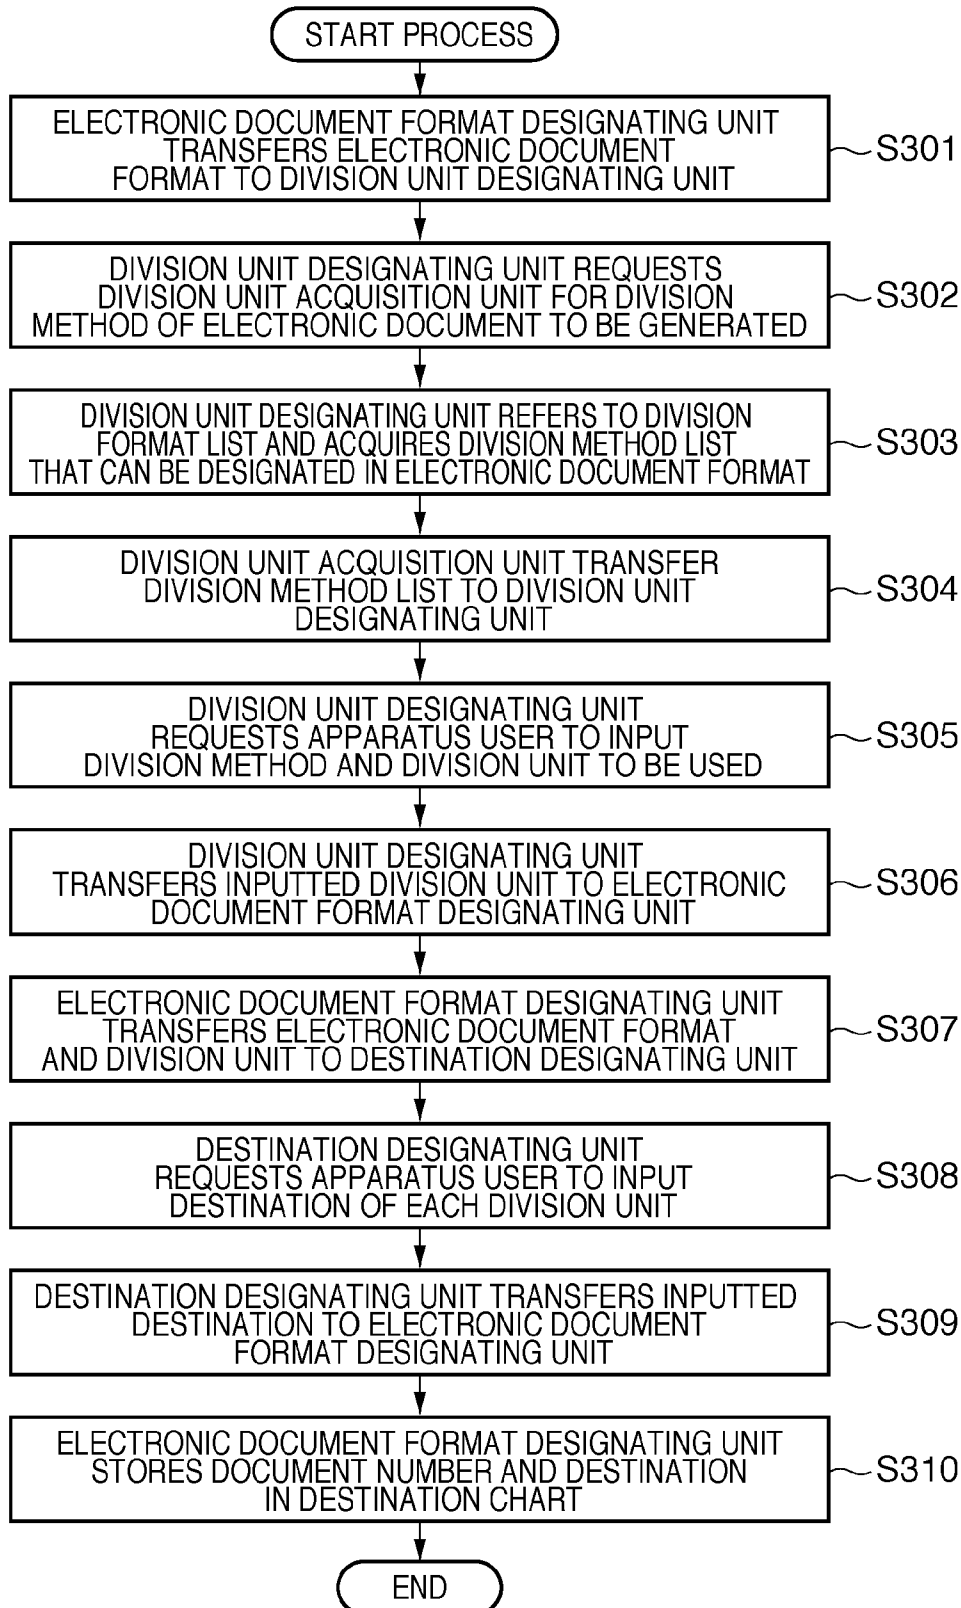 START PROCESS
ELECTRONIC DOCUMENT FORMAT DESIGNATING UNIT
TRANSFERS ELECTRONIC DOCUMENT
FORMAT TO DIVISION UNIT DESIGNATING UNIT
S301
DIVISION UNIT DESIGNATING UNIT REQUESTS
DIVISION UNIT ACQUISITION UNIT FOR DIVISION
METHOD OF ELECTRONIC DOCUMENT TO BE GENERATED
S302
DIVISION UNIT DESIGNATING UNIT REFERS TO DIVISION
FORMAT LIST AND ACQUIRES DIVISION METHOD LIST
THAT CAN BE DESIGNATED IN ELECTRONIC DOCUMENT FORMAT
S303
DIVISION UNIT ACQUISITION UNIT TRANSFER
DIVISION METHOD LIST TO DIVISION UNIT
DESIGNATING UNIT
S304
DIVISION UNIT DESIGNATING UNIT
REQUESTS APPARATUS USER TO INPUT
DIVISION METHOD AND DIVISION UNIT TO BE USED
S305
DIVISION UNIT DESIGNATING UNIT
TRANSFERS INPUTTED DIVISION UNIT TO ELECTRONIC
DOCUMENT FORMAT DESIGNATING UNIT
S306
ELECTRONIC DOCUMENT FORMAT DESIGNATING UNIT
TRANSFERS ELECTRONIC DOCUMENT FORMAT
AND DIVISION UNIT TO DESTINATION DESIGNATING UNIT
S307
DESTINATION DESIGNATING UNIT
REQUESTS APPARATUS USER TO INPUT
DESTINATION OF EACH DIVISION UNIT
S308
DESTINATION DESIGNATING UNIT TRANSFERS INPUTTED
DESTINATION TO ELECTRONIC DOCUMENT
FORMAT DESIGNATING UNIT
S309
ELECTRONIC DOCUMENT FORMAT DESIGNATING UNIT
STORES DOCUMENT NUMBER AND DESTINATION
IN DESTINATION CHART
S310
END